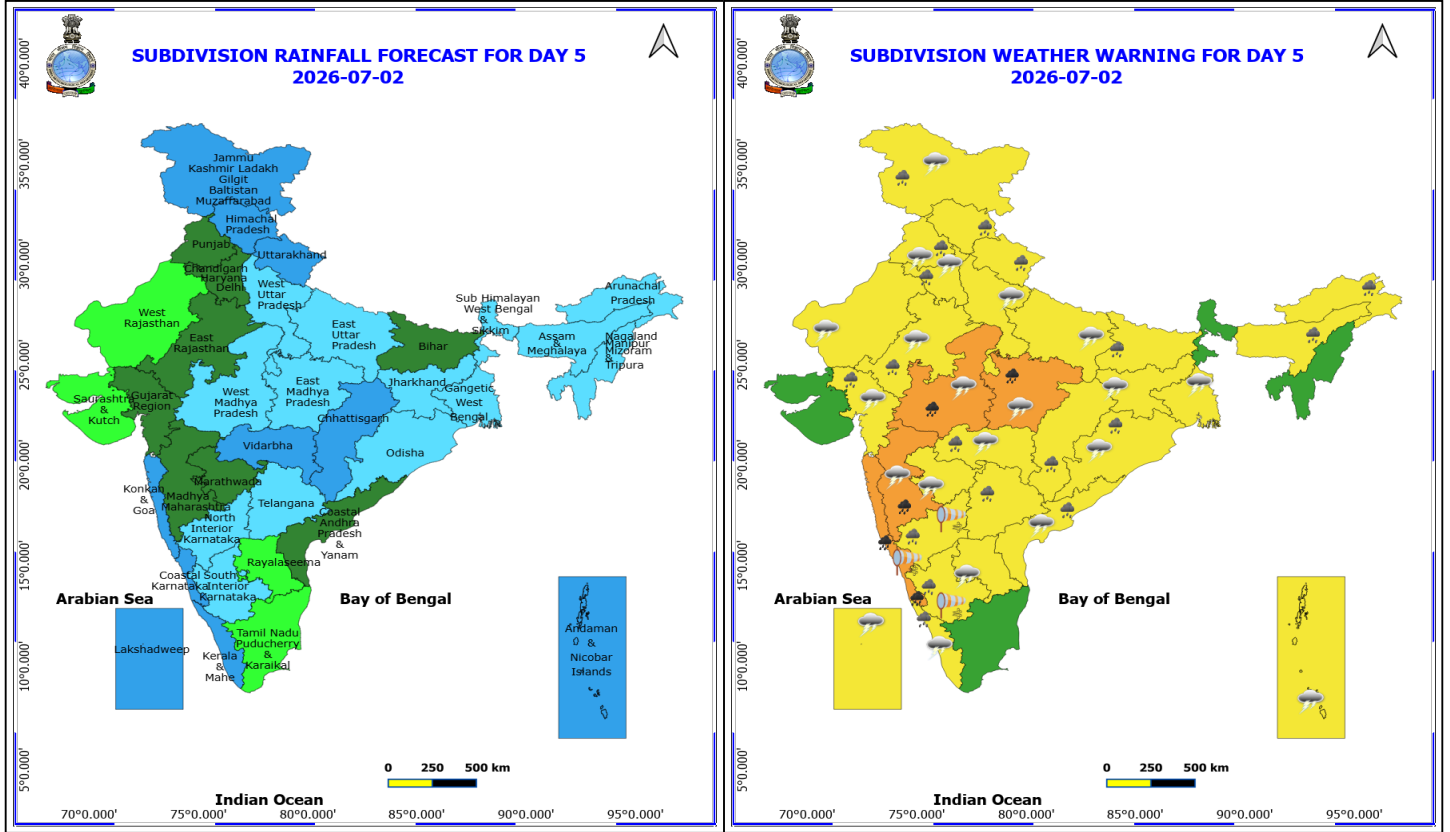 SUBDIVISION RAINFALL FORECAST FOR DAY 5
2026-07-02
40°0.000'
35°0.000'
30°0.000'
25°0.000'
20°0.000'
15°0.000'
10°0.000'
5°0.000'
Jammu
Kashmir Ladakh
Gilgit
Baltistan
Muzaffarabad
Himachal
Pradesh
Punjab
Uttarakhand
Chandigarh
Haryana
Delhi
West
Uttar
Pradesh
West
Rajasthan
East
Rajasthan
East
Uttar
Pradesh
Bihar
Sub Himalayan
West Bengal
&
Sikkim
Arunachal
Pradesh
Assam
&
Meghalaya
Nagaland
Manipur
Mizoram
&
Tripura
Saurashtra
&
Kutch
Gujarat
Region
West
Madhya
Pradesh
East
Madhya
Pradesh
Jharkhand
Gangetic
West
Bengal
Chhattisgarh
Vidarbha
Odisha
Konkan
&
Goa
Madhya
Maharashtra
Marathwada
Telangana
North
Interior
Karnataka
Coastal
Andhra
Pradesh
&
Yanam
Rayalaseema
Coastal
Karnataka
South
Interior
Karnataka
Tamil Nadu
Puducherry
&
Karaikal
Kerala
&
Mahe
Lakshadweep
Andaman
&
Nicobar
Islands
Arabian Sea
Bay of Bengal
0 250 500 km
Indian Ocean
70°0.000' 75°0.000' 80°0.000' 85°0.000' 90°0.000' 95°0.000'
SUBDIVISION WEATHER WARNING FOR DAY 5
2026-07-02
40°0.000'
35°0.000'
30°0.000'
25°0.000'
20°0.000'
15°0.000'
10°0.000'
5°0.000'
Arabian Sea
Bay of Bengal
0 250 500 km
Indian Ocean
70°0.000' 75°0.000' 80°0.000' 85°0.000' 90°0.000' 95°0.000'